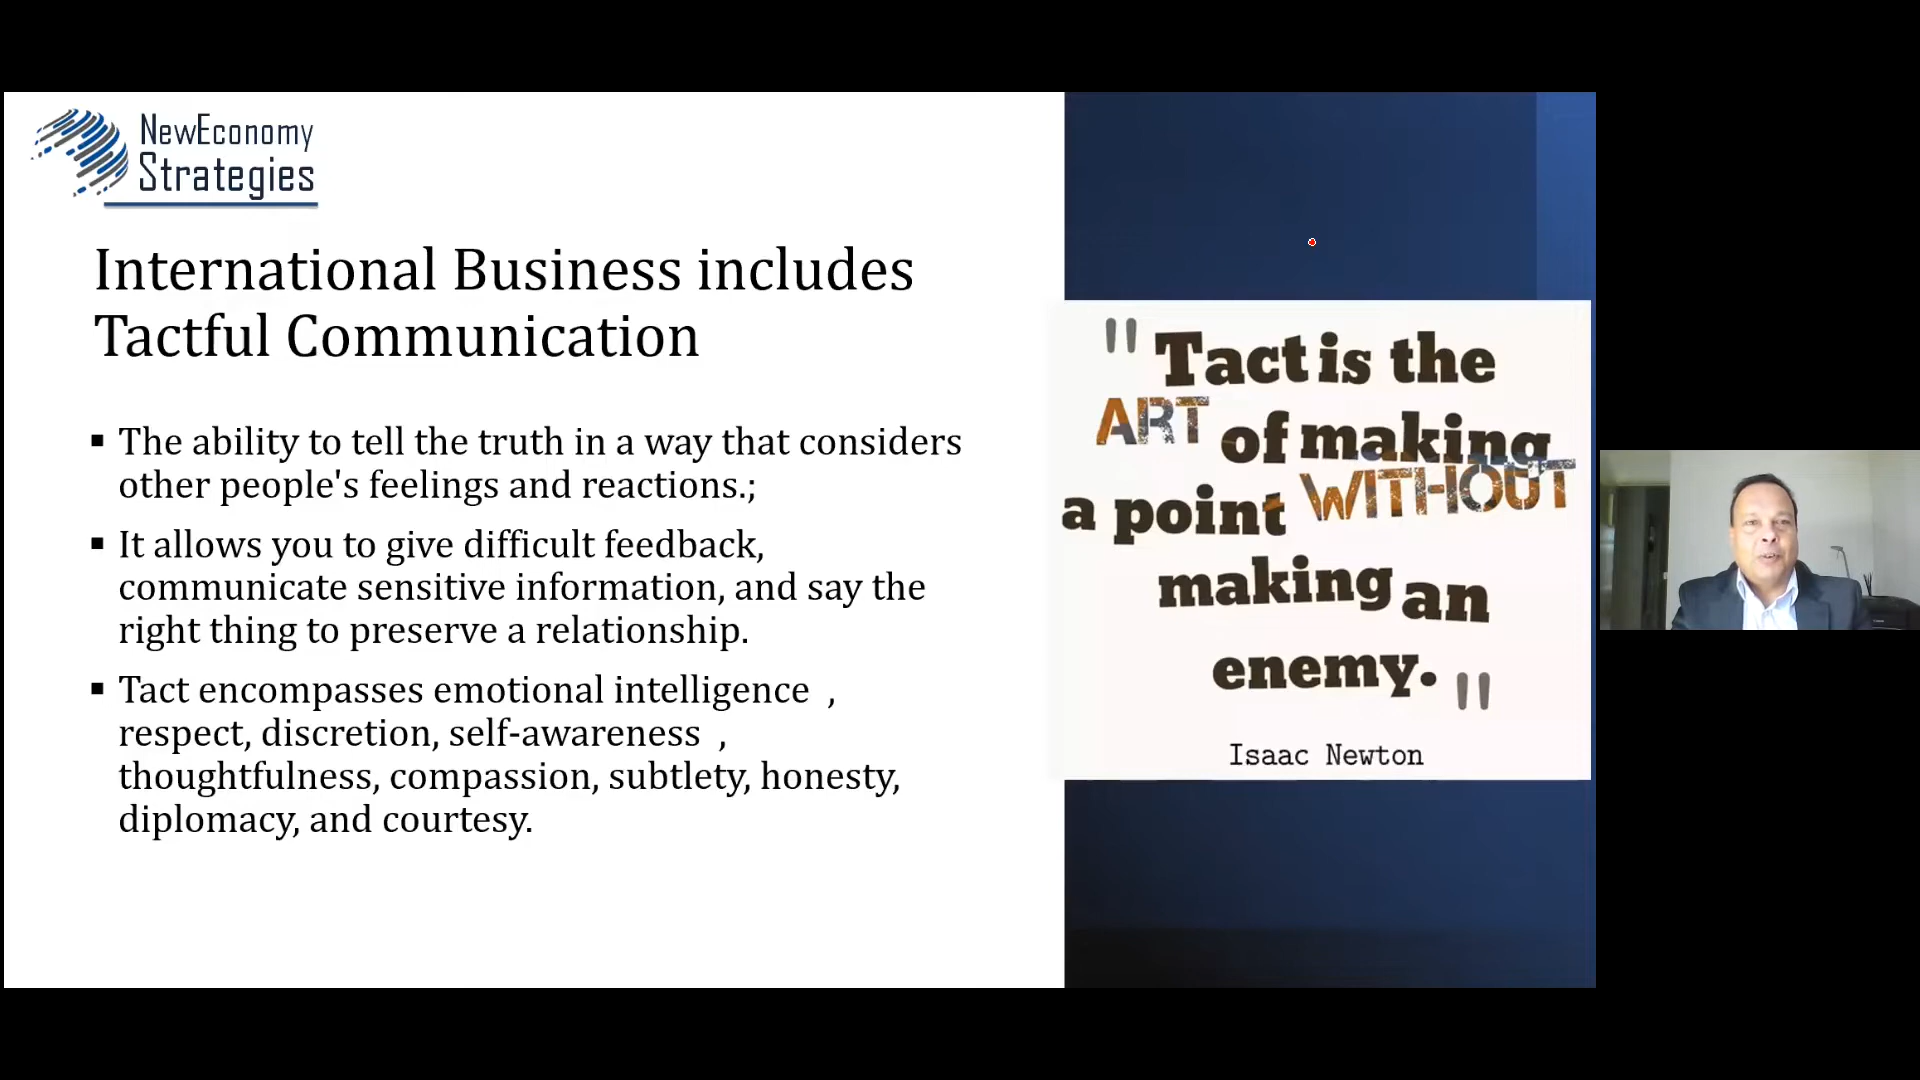 NewEconomy
Strategies
International Business includes
Tactful Communication
▪ The ability to tell the truth in a way that considers
other people's feelings and reactions.;
▪ It allows you to give difficult feedback,
communicate sensitive information, and say the
right thing to preserve a relationship.
▪ Tact encompasses emotional intelligence ,
respect, discretion, self-awareness ,
thoughtfulness, compassion, subtlety, honesty,
diplomacy, and courtesy.
" Tact is the
ART of making
a point WITHOUT
making an
enemy. "
Isaac Newton